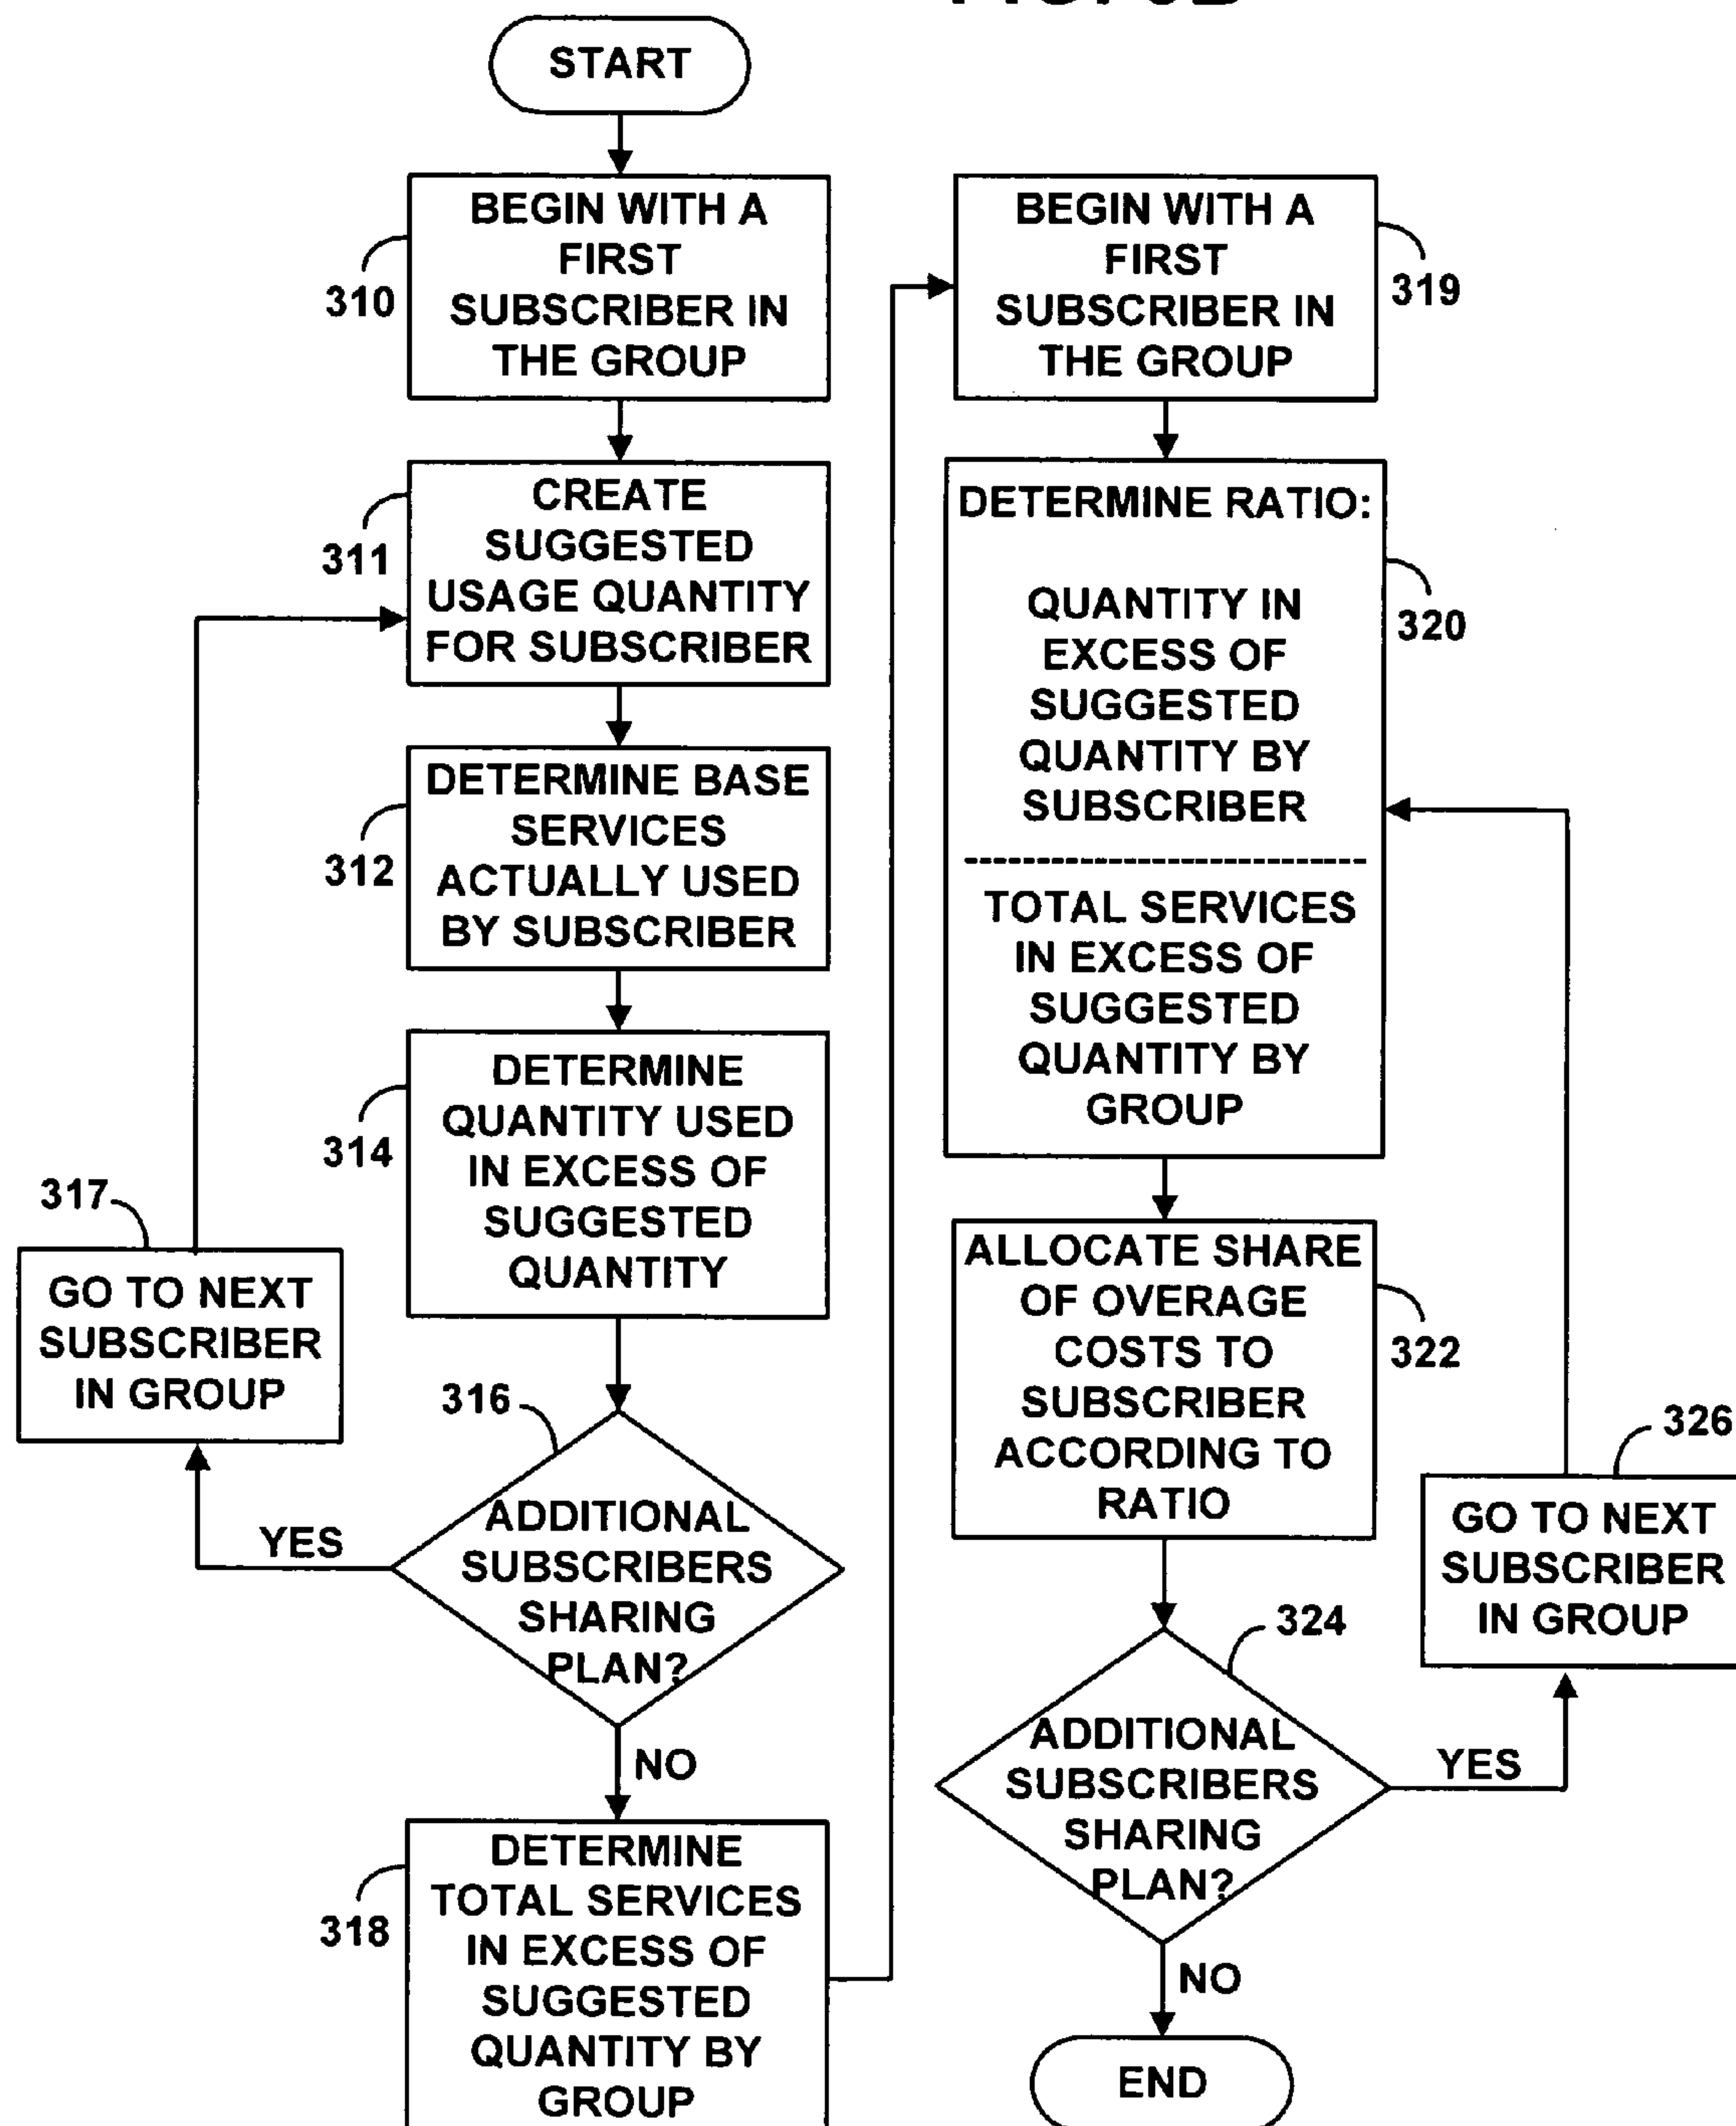 START
BEGIN WITH A
FIRST
SUBSCRIBER IN
THE GROUP
310
CREATE
SUGGESTED
USAGE QUANTITY
FOR SUBSCRIBER
311
DETERMINE BASE
SERVICES
ACTUALLY USED
BY SUBSCRIBER
312
DETERMINE
QUANTITY USED
IN EXCESS OF
SUGGESTED
QUANTITY
314
317
GO TO NEXT
SUBSCRIBER
IN GROUP
316
ADDITIONAL
SUBSCRIBERS
SHARING
PLAN?
YES
NO
DETERMINE
TOTAL SERVICES
IN EXCESS OF
SUGGESTED
QUANTITY BY
GROUP
318
BEGIN WITH A
FIRST
SUBSCRIBER IN
THE GROUP
319
DETERMINE RATIO:
QUANTITY IN
EXCESS OF
SUGGESTED
QUANTITY BY
SUBSCRIBER
TOTAL SERVICES
IN EXCESS OF
SUGGESTED
QUANTITY BY
GROUP
320
ALLOCATE SHARE
OF OVERAGE
COSTS TO
SUBSCRIBER
ACCORDING TO
RATIO
322
326
GO TO NEXT
SUBSCRIBER
IN GROUP
324
ADDITIONAL
SUBSCRIBERS
SHARING
PLAN?
YES
NO
END